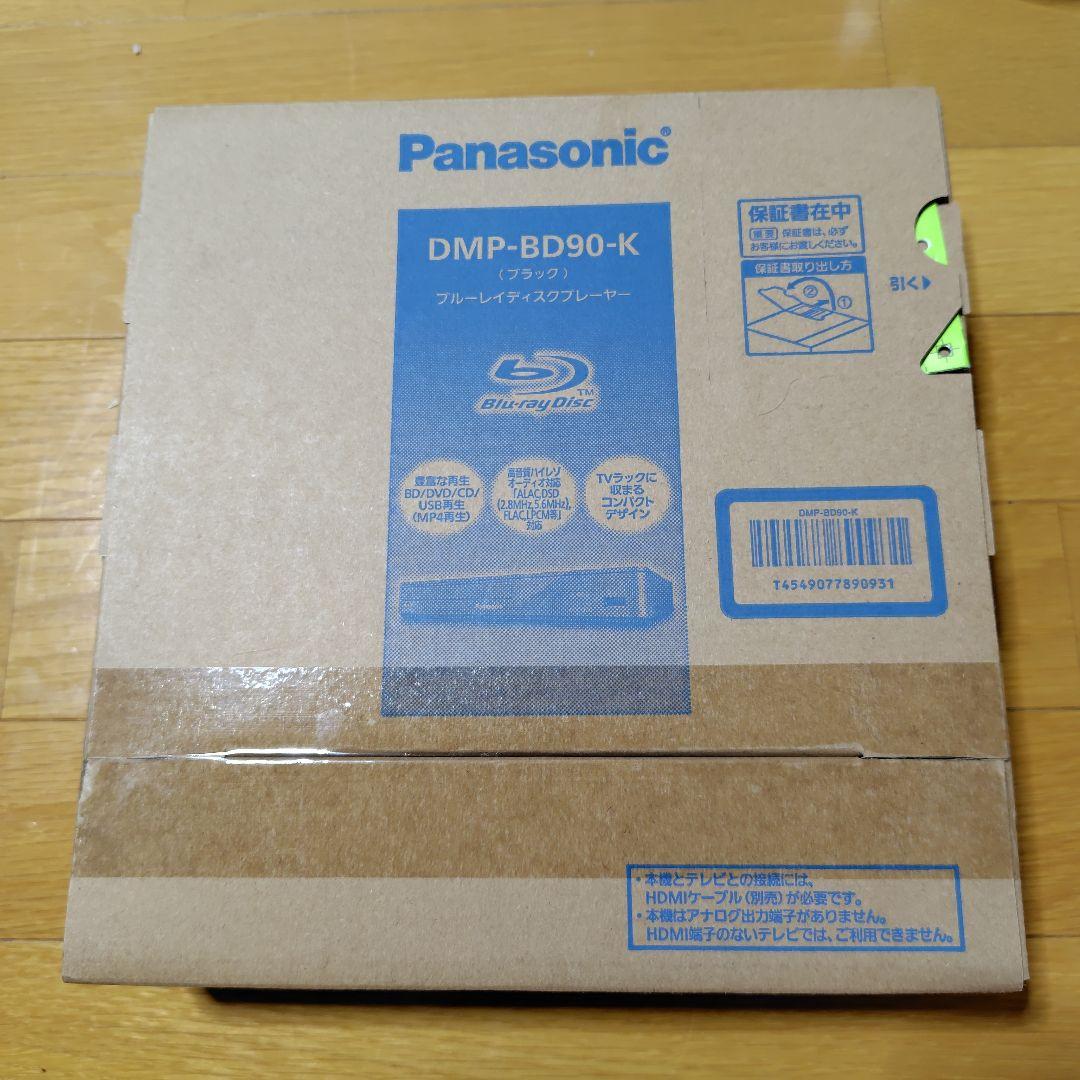 Panasonic®
DMP-BD90-K
(ブラック)
ブルーレイディスクプレーヤー
Blu-ray Disc™
豊富な再生
BD/DVD/CD/
USB再生
(MP4再生)
高音質ハイレゾ
オーディオ対応
「ALAC,DSD
(2.8MHz,5.6MHz),
FLAC,LPCM等」
対応
TVラックに
収まる
コンパクト
デザイン
Panasonic
保証書在中
重要 保証書は、必ず
お客様にお渡しください。
保証書取り出し方
②
①
引く
DMP-BD90-K
T4549077890931
・本機とテレビとの接続には、
HDMIケーブル(別売)が必要です。
・本機はアナログ出力端子がありません。
HDMI端子のないテレビでは、ご利用できません。